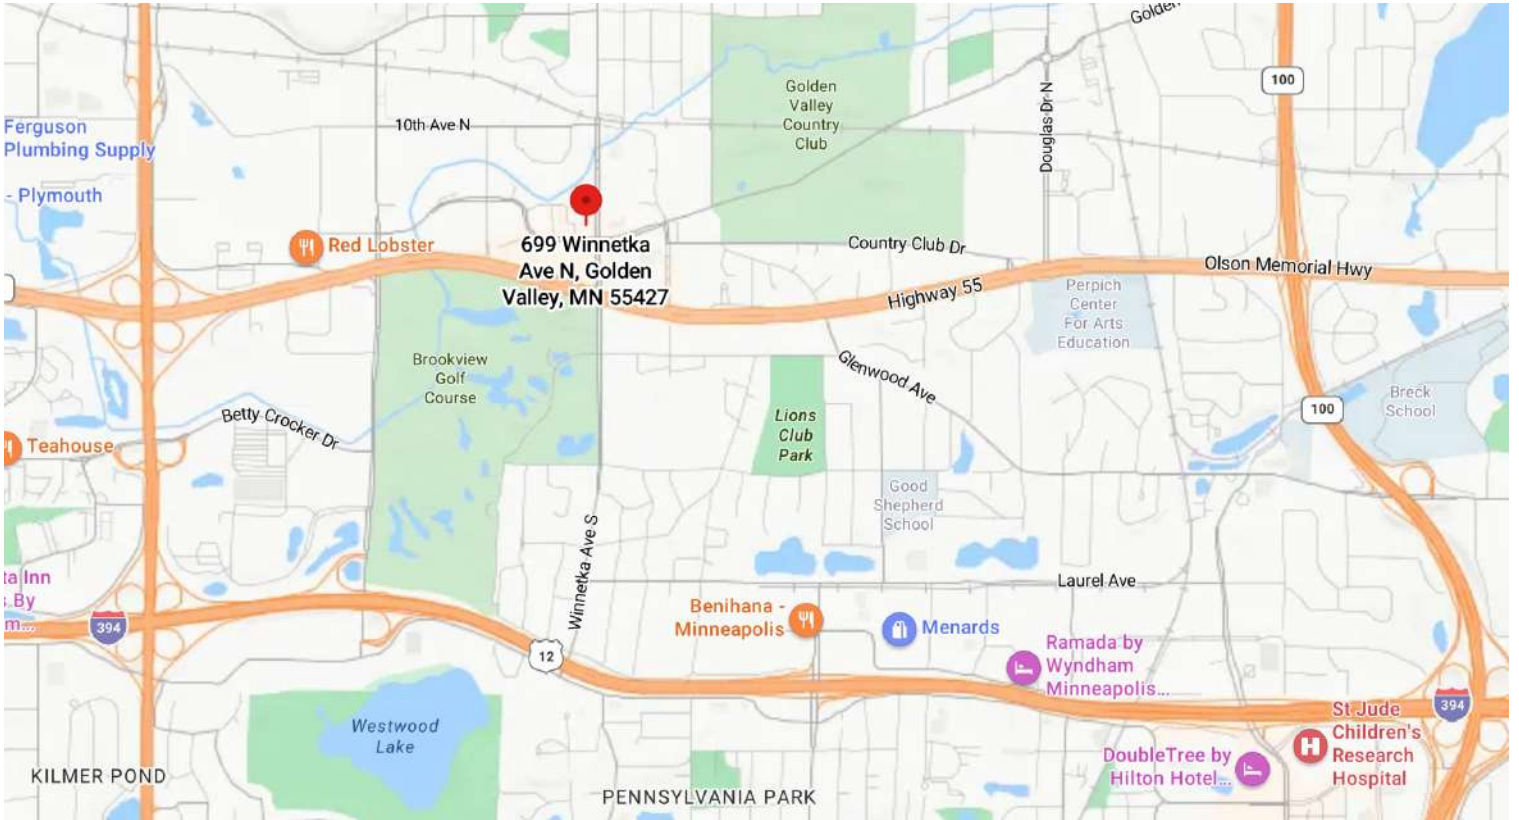 Golden
100
Golden
Valley
Country
Club
Douglas Dr N
10th Ave N
Ferguson
Plumbing Supply
- Plymouth
Red Lobster
699 Winnetka
Ave N, Golden
Valley, MN 55427
Country Club Dr
Olson Memorial Hwy
Highway 55
Perpich
Center
For Arts
Education
Brookview
Golf
Course
Glenwood Ave
Breck
School
100
Betty Crocker Dr
Lions
Club
Park
Teahouse
Good
Shepherd
School
Winnetka Ave S
ta Inn
s By
m...
Laurel Ave
394
Benihana -
Minneapolis
Menards
12
Ramada by
Wyndham
Minneapolis...
394
St Jude
Children's
Research
Hospital
Westwood
Lake
DoubleTree by
Hilton Hotel...
KILMER POND
PENNSYLVANIA PARK